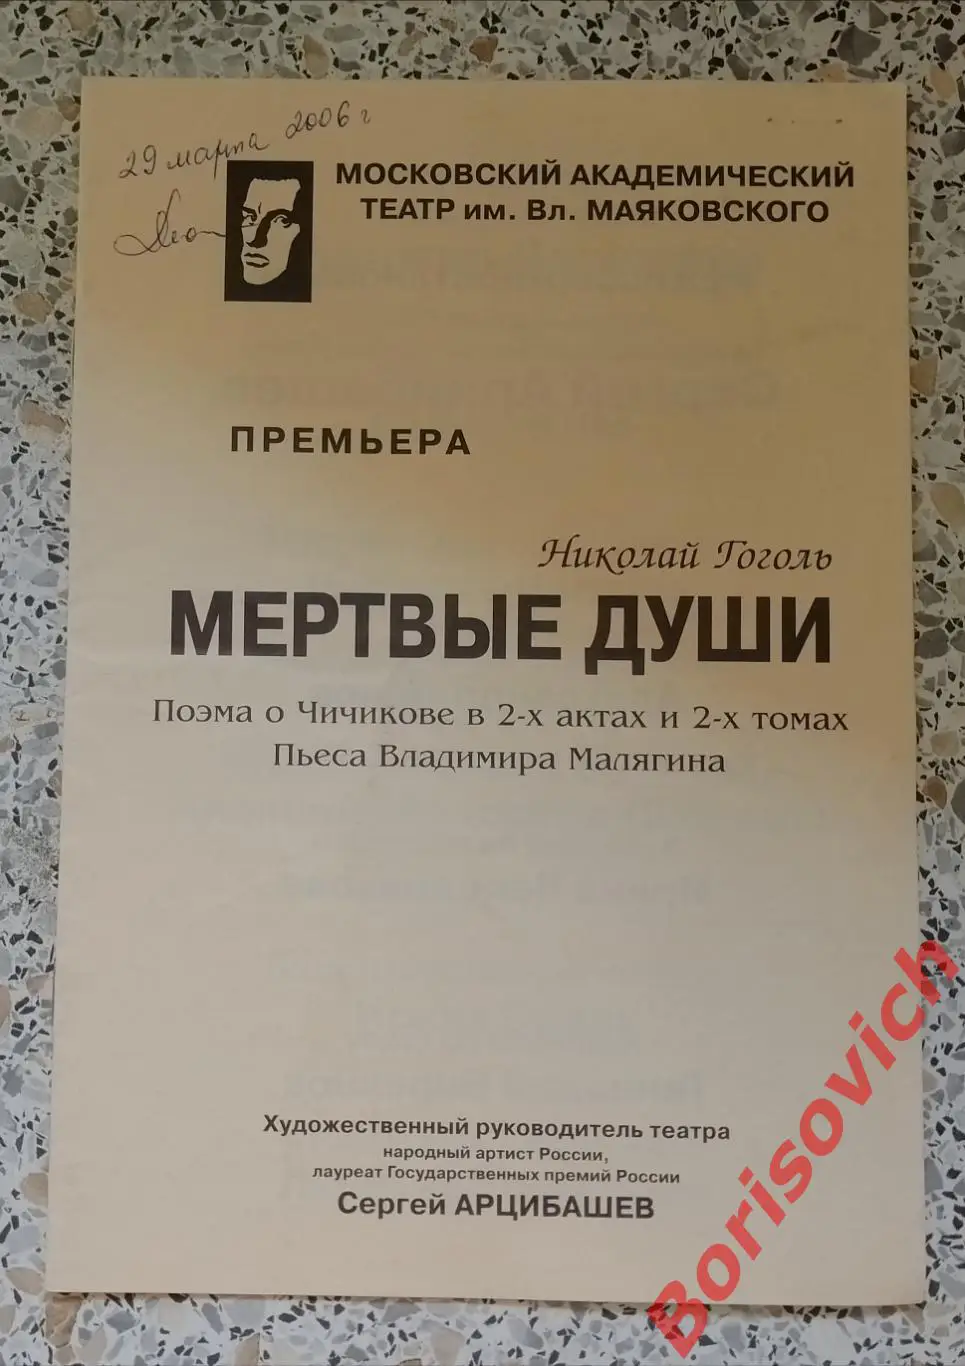 29 марта 2006 г
МОСКОВСКИЙ АКАДЕМИЧЕСКИЙ
ТЕАТР им. Вл. МАЯКОВСКОГО
ПРЕМЬЕРА
Николай Гоголь
МЕРТВЫЕ ДУШИ
Поэма о Чичикове в 2-х актах и 2-х томах
Пьеса Владимира Малягина
Художественный руководитель театра
народный артист России,
лауреат Государственных премий России
Сергей АРЦИБАШЕВ
Borisovich